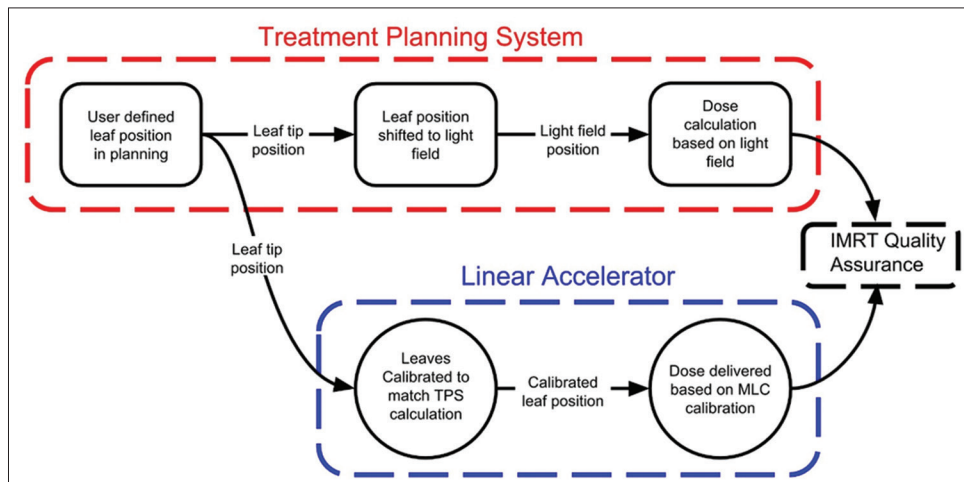 Treatment Planning System
User defined
leaf position
in planning
Leaf tip
position
Leaf position
shifted to light
field
Light field
position
Dose
calculation
based on light
field
Leaf tip
position
IMRT Quality
Assurance
Linear Accelerator
Leaves
Calibrated to
match TPS
calculation
Calibrated
leaf position
Dose delivered
based on MLC
calibration